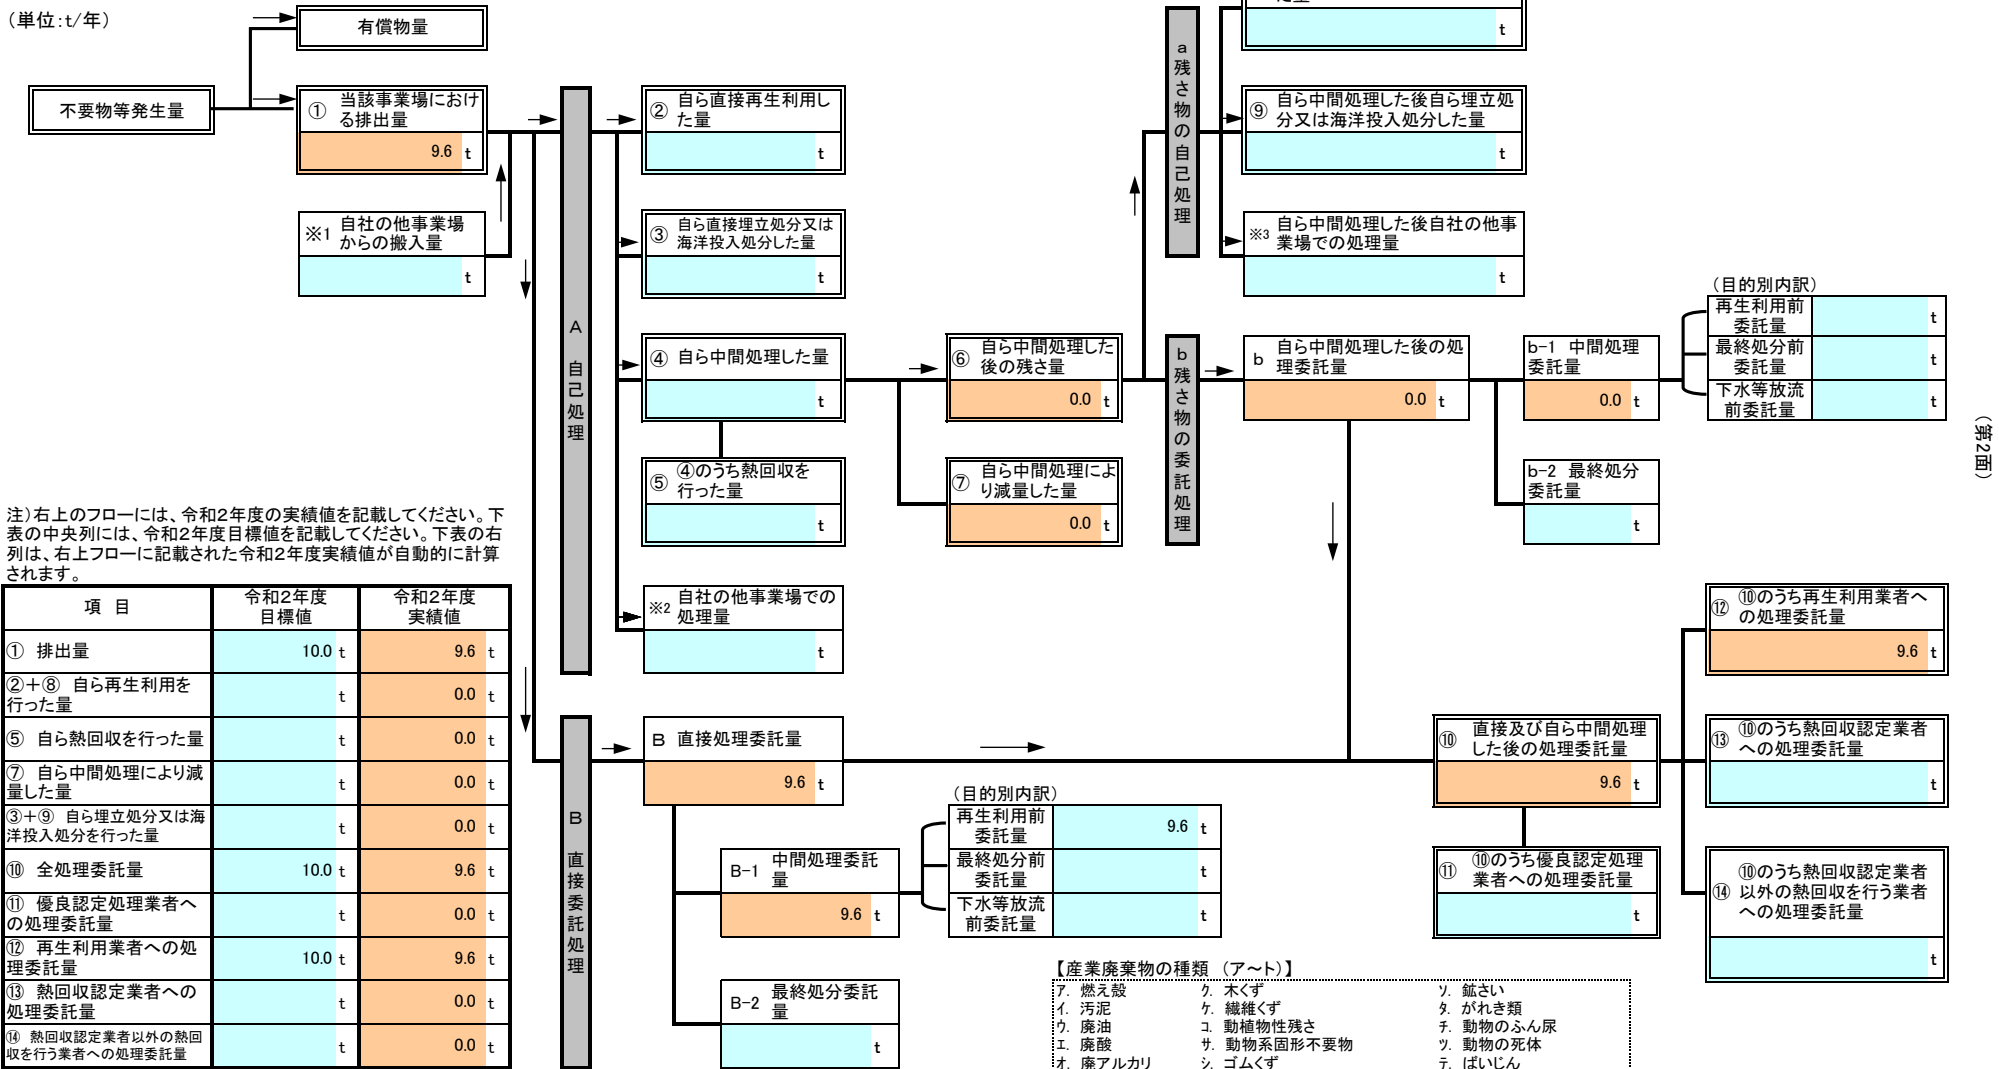 （単位：t/年）
有償物量
不要物等発生量
① 当該事業場におけ
る排出量
9.6 t
※1 自社の他事業場
からの搬入量
t
A 自己処理
② 自ら直接再生利用し
た量
t
③ 自ら直接埋立処分又は
海洋投入処分した量
t
④ 自ら中間処理した量
t
⑤ ④のうち熱回収を
行った量
t
※2 自社の他事業場での
処理量
t
⑥ 自ら中間処理した
後の残さ量
0.0 t
⑦ 自ら中間処理によ
り減量した量
0.0 t
a 残さ物の自己処理
t
⑨ 自ら中間処理した後自ら埋立処
分又は海洋投入処分した量
t
※3 自ら中間処理した後自社の他事
業場での処理量
t
b 残さ物の委託処理
b 自ら中間処理した後の処
理委託量
0.0 t
b-1 中間処理
委託量
0.0 t
b-2 最終処分
委託量
t
（目的別内訳）
再生利用前
委託量
t
最終処分前
委託量
t
下水等放流
前委託量
t
（第2面）
注）右上のフローには、令和2年度の実績値を記載してください。下
表の中央列には、令和2年度目標値を記載してください。下表の右
列は、右上フローに記載された令和2年度実績値が自動的に計算
されます。
項 目 令和2年度
目標値 令和2年度
実績値
① 排出量 10.0 t 9.6 t
②＋⑧ 自ら再生利用を
行った量 t 0.0 t
⑤ 自ら熱回収を行った量 t 0.0 t
⑦ 自ら中間処理により減
量した量 t 0.0 t
③＋⑨ 自ら埋立処分又は海
洋投入処分を行った量 t 0.0 t
⑩ 全処理委託量 10.0 t 9.6 t
⑪ 優良認定処理業者へ
の処理委託量 t 0.0 t
⑫ 再生利用業者への処
理委託量 10.0 t 9.6 t
⑬ 熱回収認定業者への
処理委託量 t 0.0 t
⑭ 熱回収認定業者以外の熱回
収を行う業者への処理委託量 t 0.0 t
B 直接委託処理
B 直接処理委託量
9.6 t
B-1 中間処理委託
量
9.6 t
B-2 最終処分委託
量
t
（目的別内訳）
再生利用前
委託量
9.6 t
最終処分前
委託量
t
下水等放流
前委託量
t
⑩ 直接及び自ら中間処理
した後の処理委託量
9.6 t
⑪ ⑩のうち優良認定処理
業者への処理委託量
t
⑫ ⑩のうち再生利用業者へ
の処理委託量
9.6 t
⑬ ⑩のうち熱回収認定業者
への処理委託量
t
⑭ ⑩のうち熱回収認定業者
以外の熱回収を行う業者
への処理委託量
t
【産業廃棄物の種類 （ア～ト）】
ア. 燃え殻 ク. 木くず ソ. 鉱さい
イ. 汚泥 ケ. 繊維くず タ. がれき類
ウ. 廃油 コ. 動植物性残さ チ. 動物のふん尿
エ. 廃酸 サ. 動物系固形不要物 ツ. 動物の死体
オ. 廃アルカリ シ. ゴムくず テ. ばいじん